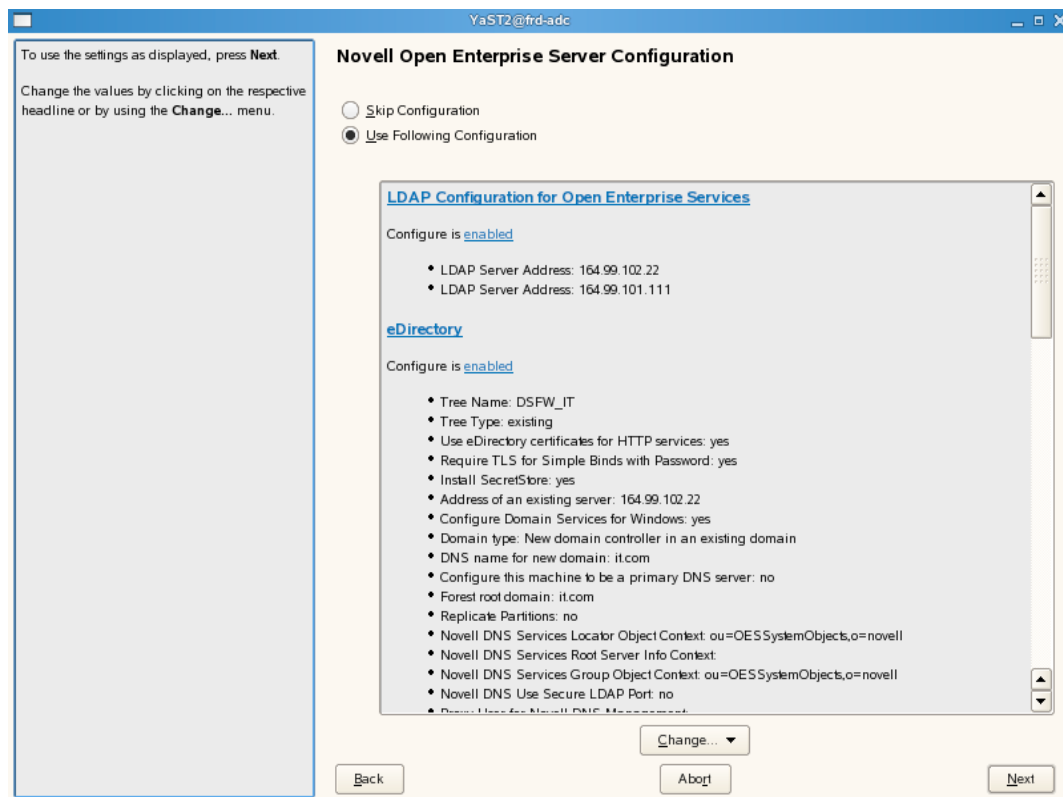 YaST2@frd-adc
To use the settings as displayed, press Next.
Change the values by clicking on the respective
headline or by using the Change... menu.
Novell Open Enterprise Server Configuration
Skip Configuration
Use Following Configuration
LDAP Configuration for Open Enterprise Services
Configure is enabled
• LDAP Server Address: 164.99.102.22
• LDAP Server Address: 164.99.101.111
eDirectory
Configure is enabled
• Tree Name: DSFW_IT
• Tree Type: existing
• Use eDirectory certificates for HTTP services: yes
• Require TLS for Simple Binds with Password: yes
• Install SecretStore: yes
• Address of an existing server: 164.99.102.22
• Configure Domain Services for Windows: yes
• Domain type: New domain controller in an existing domain
• DNS name for new domain: it.com
• Configure this machine to be a primary DNS server: no
• Forest root domain: it.com
• Replicate Partitions: no
• Novell DNS Services Locator Object Context: ou=OESSystemObjects,o=novell
• Novell DNS Services Root Server Info Context:
• Novell DNS Services Group Object Context: ou=OESSystemObjects,o=novell
• Novell DNS Use Secure LDAP Port: no
• Proxy User for Novell DNS Management:
Change...
Back
Abort
Next